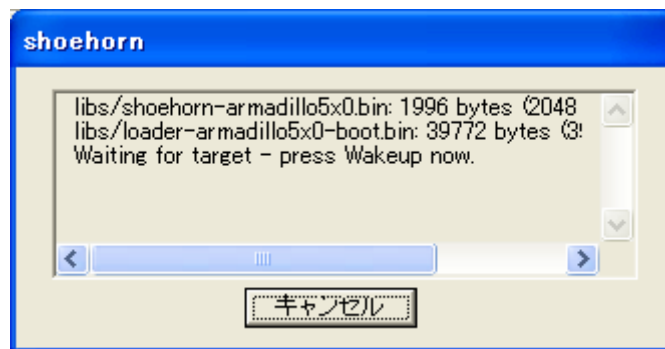 shoehorn
libs/shoehorn-armadillo5x0.bin: 1996 bytes (2048
libs/loader-armadillo5x0-boot.bin: 39772 bytes (3
Waiting for target - press Wakeup now.
キャンセル